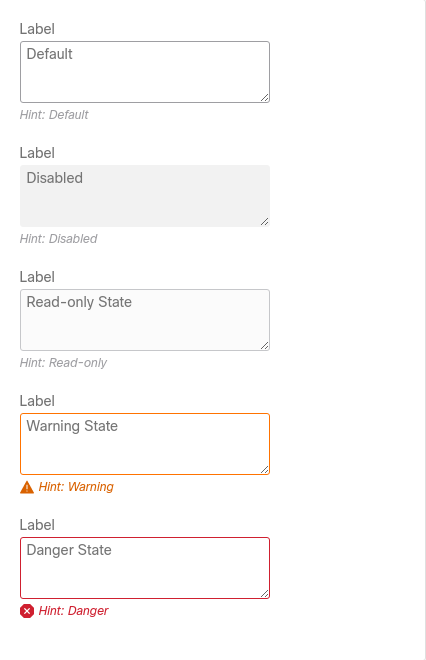 Label
Default
Hint: Default
Label
Disabled
Hint: Disabled
Label
Read-only State
Hint: Read-only
Label
Warning State
Hint: Warning
Label
Danger State
Hint: Danger